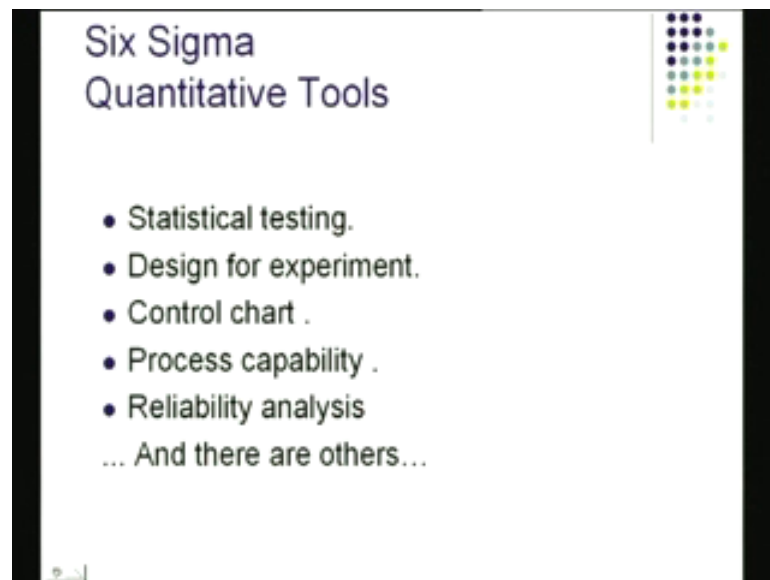 Six Sigma
Quantitative Tools
• Statistical testing.
• Design for experiment.
• Control chart .
• Process capability .
• Reliability analysis
... And there are others...